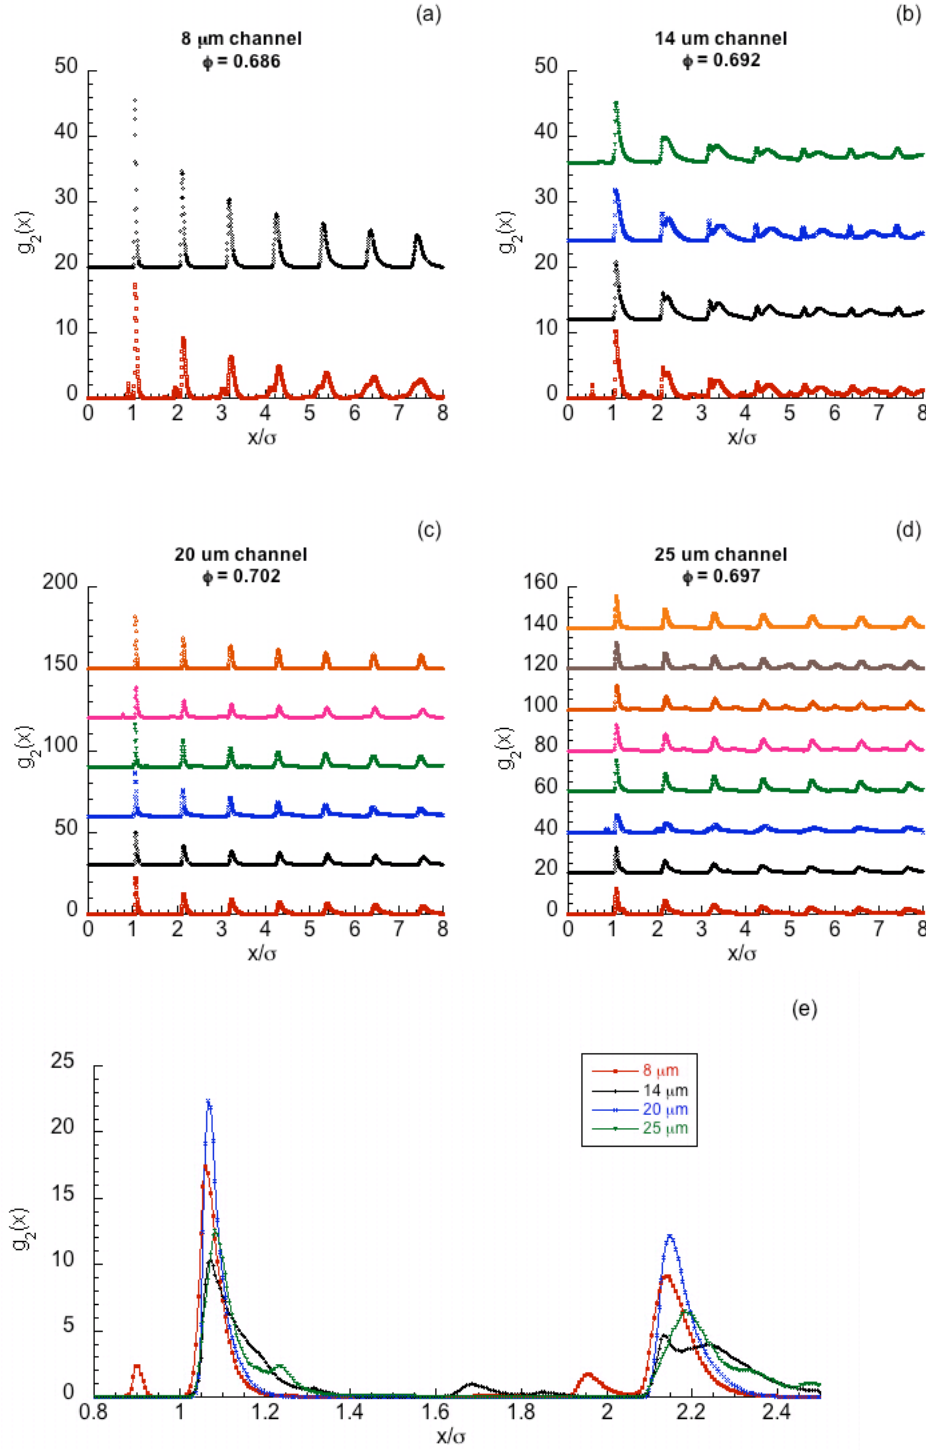 (a)
8 μm channel
ϕ = 0.686
50
40
30
20
10
0
g2(x)
0 1 2 3 4 5 6 7 8
x/σ
(b)
14 um channel
ϕ = 0.692
50
40
30
20
10
0
g2(x)
0 1 2 3 4 5 6 7 8
x/σ
(c)
20 um channel
ϕ = 0.702
200
150
100
50
0
g2(x)
0 1 2 3 4 5 6 7 8
x/σ
(d)
25 um channel
ϕ = 0.697
160
140
120
100
80
60
40
20
0
g2(x)
0 1 2 3 4 5 6 7 8
x/σ
(e)
25
20
15
10
5
0
g2(x)
8 μm
14 μm
20 μm
25 μm
0.8 1 1.2 1.4 1.6 1.8 2 2.2 2.4
x/σ